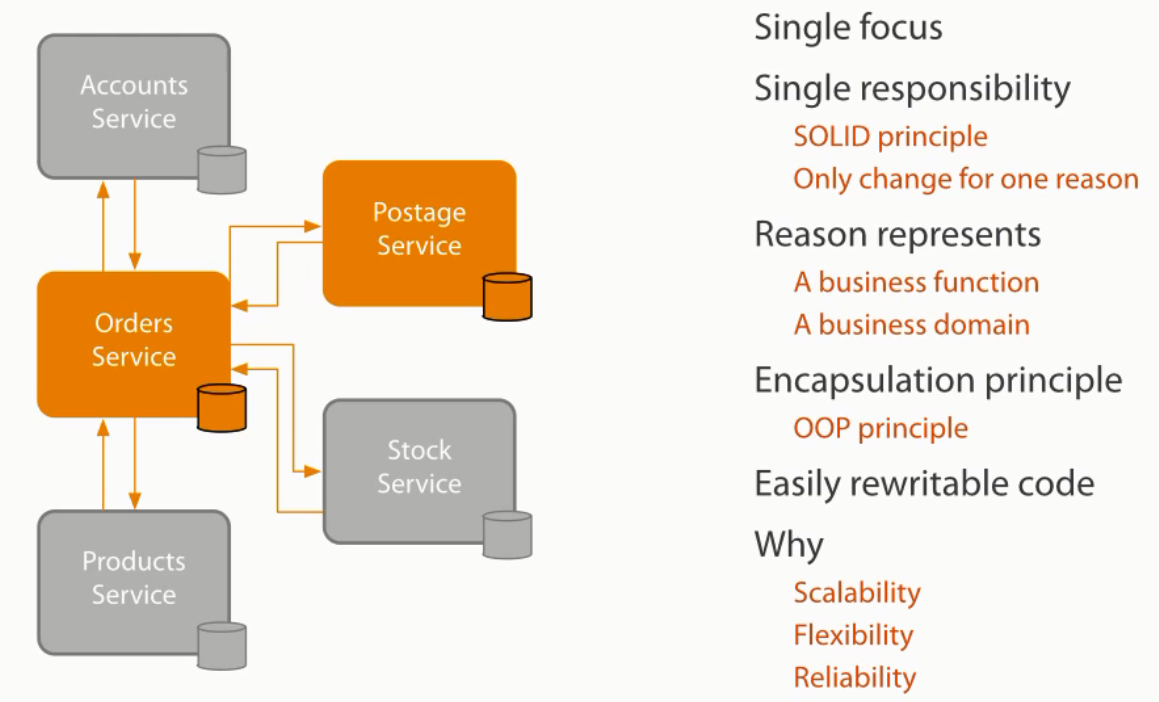 Accounts
Service
Postage
Service
Orders
Service
Stock
Service
Products
Service
Single focus
Single responsibility
SOLID principle
Only change for one reason
Reason represents
A business function
A business domain
Encapsulation principle
OOP principle
Easily rewritable code
Why
Scalability
Flexibility
Reliability